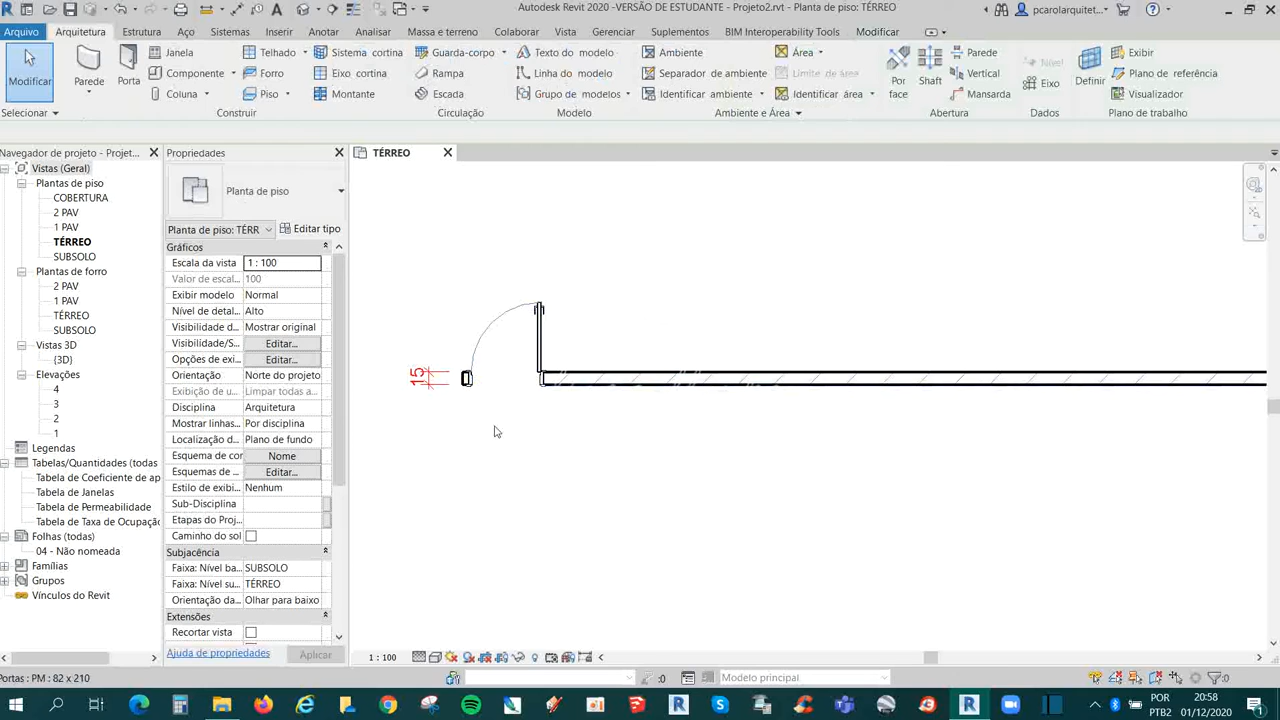 Autodesk Revit 2020 -VERSÃO DE ESTUDANTE - Projeto2.rvt - Planta de piso: TÉRREO
pcarolarquitet...
Arquivo Arquitetura Estrutura Aço Sistemas Inserir Anotar Analisar Massa e terreno Colaborar Vista Gerenciar Suplementos BIM Interoperability Tools Modificar
Modificar
Parede
Porta
Janela
Componente
Coluna
Telhado
Forro
Piso
Sistema cortina
Eixo cortina
Montante
Guarda-corpo
Rampa
Escada
Texto do modelo
Linha do modelo
Grupo de modelos
Ambiente
Separador de ambiente
Identificar ambiente
Área
Limite de área
Identificar área
Por
face
Shaft
Parede
Vertical
Mansarda
Nível
Eixo
Definir
Exibir
Plano de referência
Visualizador
Selecionar Construir Circulação Modelo Ambiente e Área Abertura Dados Plano de trabalho
Navegador de projeto - Projet...
Vistas (Geral)
Plantas de piso
COBERTURA
2 PAV
1 PAV
TÉRREO
SUBSOLO
Plantas de forro
2 PAV
1 PAV
TÉRREO
SUBSOLO
Vistas 3D
{3D}
Elevações
4
3
2
1
Legendas
Tabelas/Quantidades (todas
Tabela de Coeficiente de ap
Tabela de Janelas
Tabela de Permeabilidade
Tabela de Taxa de Ocupação
Folhas (todas)
04 - Não nomeada
Famílias
Grupos
Vínculos do Revit
Propriedades
Planta de piso
Planta de piso: TÉRR Editar tipo
Gráficos
Escala da vista 1 : 100
Valor de escal... 100
Exibir modelo Normal
Nível de detal... Alto
Visibilidade d... Mostrar original
Visibilidade/S... Editar...
Opções de exi... Editar...
Orientação Norte do projeto
Exibição de u... Limpar todas a...
Disciplina Arquitetura
Mostrar linhas... Por disciplina
Localização d... Plano de fundo
Esquema de cor Nome
Esquemas de ... Editar...
Estilo de exibi... Nenhum
Sub-Disciplina
Etapas do Proj...
Caminho do sol
Subjacência
Faixa: Nível ba... SUBSOLO
Faixa: Nível su... TÉRREO
Orientação da... Olhar para baixo
Extensões
Recortar vista
Ajuda de propriedades Aplicar
TÉRREO
15
1 : 100
Portas : PM : 82 x 210
:0
Modelo principal
:0
POR
PTB2
20:58
01/12/2020